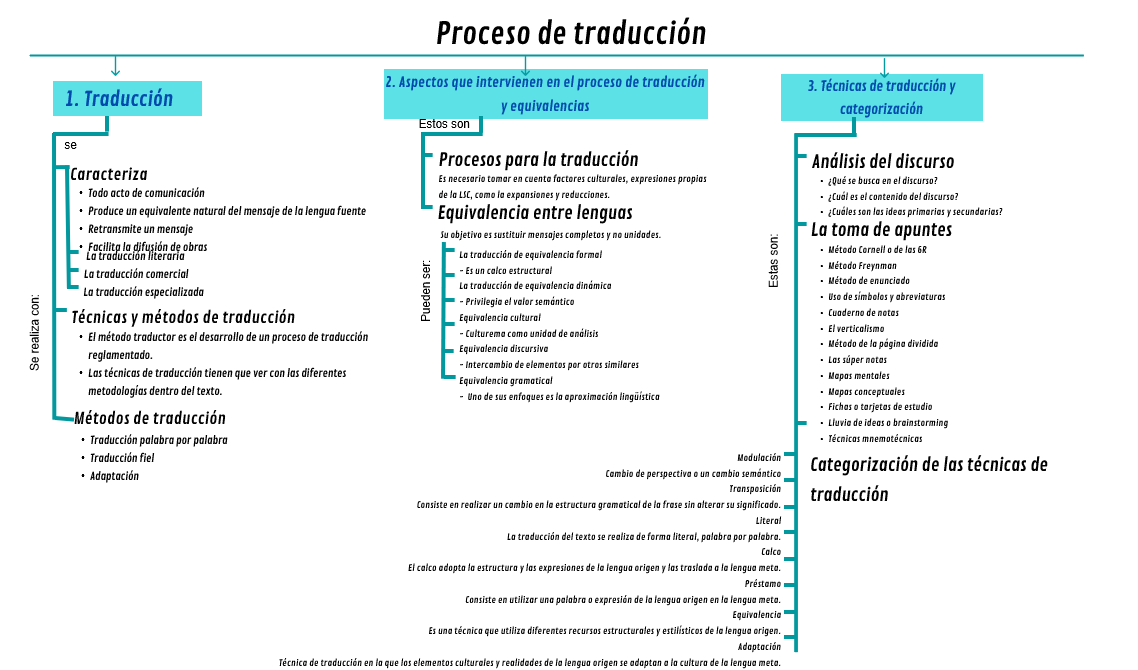 Proceso de traducción
1. Traducción
se
Se realiza con:
Caracteriza
• Todo acto de comunicación
• Produce un equivalente natural del mensaje de la lengua fuente
• Retransmite un mensaje
• Facilita la difusión de obras
La traducción literaria
La traducción comercial
La traducción especializada
Técnicas y métodos de traducción
• El método traductor es el desarrollo de un proceso de traducción
reglamentado.
• Las técnicas de traducción tienen que ver con las diferentes
metodologías dentro del texto.
Métodos de traducción
• Traducción palabra por palabra
• Traducción fiel
• Adaptación
2. Aspectos que intervienen en el proceso de traducción
y equivalencias
Estos son
Procesos para la traducción
Es necesario tomar en cuenta factores culturales, expresiones propias
de la LSC, como la expansiones y reducciones.
Equivalencia entre lenguas
Su objetivo es sustituir mensajes completos y no unidades.
Pueden ser:
La traducción de equivalencia formal
- Es un calco estructural
La traducción de equivalencia dinámica
- Privilegia el valor semántico
Equivalencia cultural
- Culturema como unidad de análisis
Equivalencia discursiva
- Intercambio de elementos por otros similares
Equivalencia gramatical
- Uno de sus enfoques es la aproximación lingüística
3. Técnicas de traducción y
categorización
Estas son:
Análisis del discurso
• ¿Qué se busca en el discurso?
• ¿Cuál es el contenido del discurso?
• ¿Cuáles son las ideas primarias y secundarias?
La toma de apuntes
• Método Cornell o de las 6R
• Método Freynman
• Método de enunciado
• Uso de símbolos y abreviaturas
• Cuaderno de notas
• El verticalismo
• Método de la página dividida
• Las súper notas
• Mapas mentales
• Mapas conceptuales
• Fichas o tarjetas de estudio
• Lluvia de ideas o brainstorming
• Técnicas mnemotécnicas
Categorización de las técnicas de
traducción
Modulación
Cambio de perspectiva o un cambio semántico
Transposición
Consiste en realizar un cambio en la estructura gramatical de la frase sin alterar su significado.
Literal
La traducción del texto se realiza de forma literal, palabra por palabra.
Calco
El calco adopta la estructura y las expresiones de la lengua origen y las traslada a la lengua meta.
Préstamo
Consiste en utilizar una palabra o expresión de la lengua origen en la lengua meta.
Equivalencia
Es una técnica que utiliza diferentes recursos estructurales y estilísticos de la lengua origen.
Adaptación
Técnica de traducción en la que los elementos culturales y realidades de la lengua origen se adaptan a la cultura de la lengua meta.